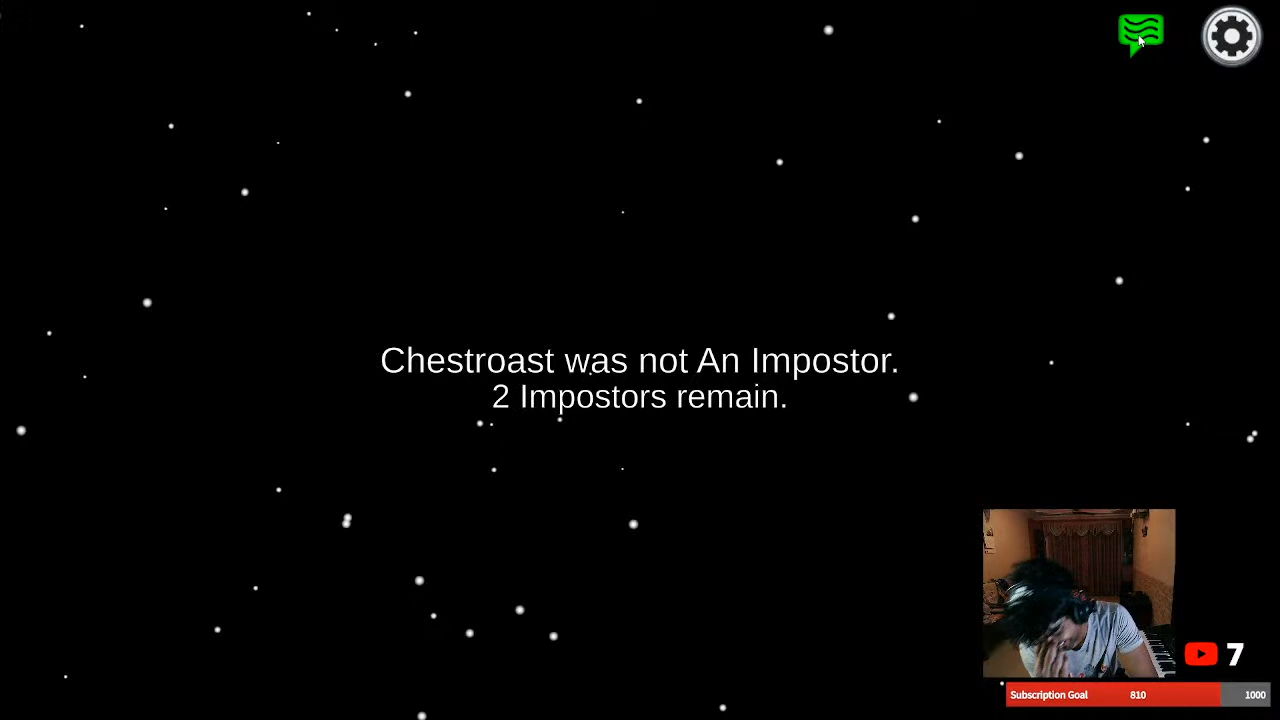 Chestroast was not An Impostor.
2 Impostors remain.
7
Subscription Goal 810 1000